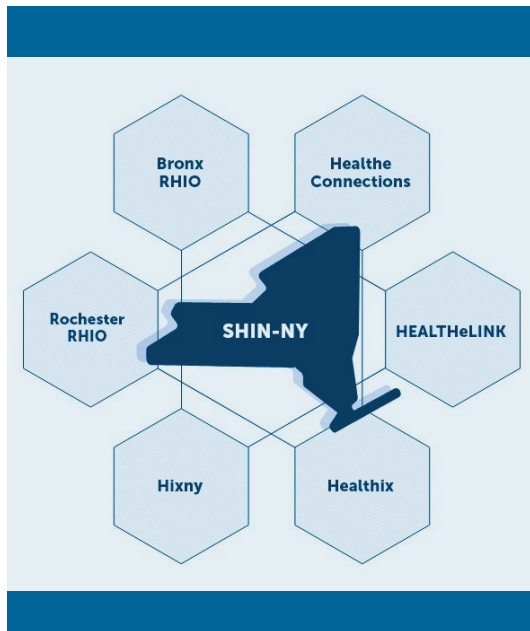 Bronx
RHIO
Healthe
Connections
Rochester
RHIO
SHIN-NY
HEALTHeLINK
Hixny
Healthix